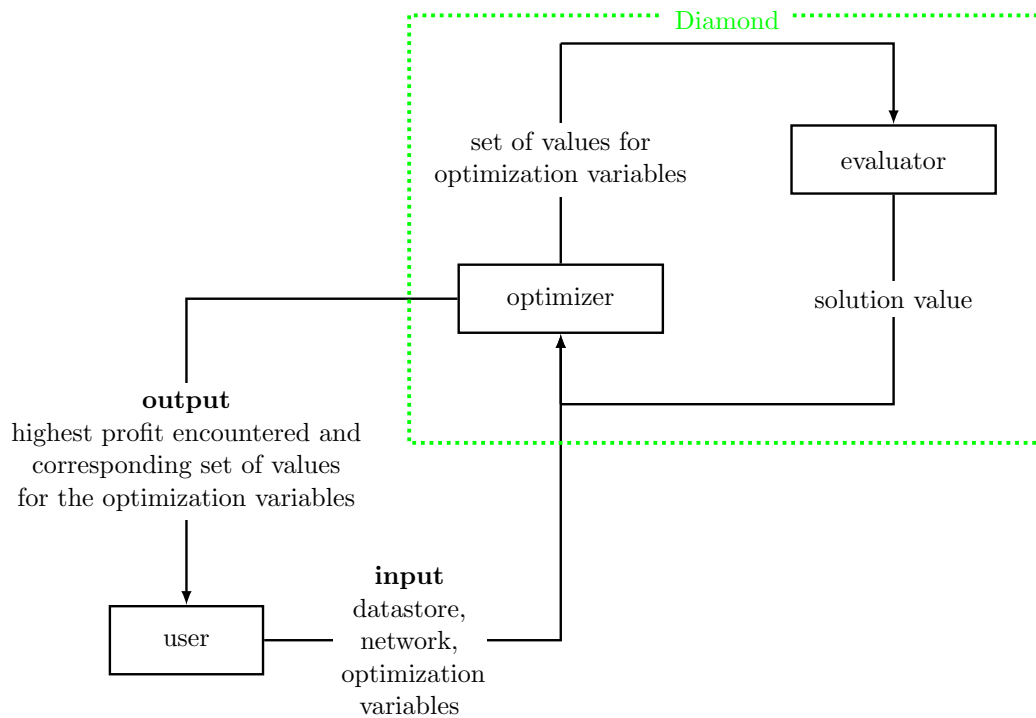 Diamond
set of values for
optimization variables
evaluator
optimizer
solution value
output
highest profit encountered and
corresponding set of values
for the optimization variables
input
datastore,
network,
optimization
variables
user